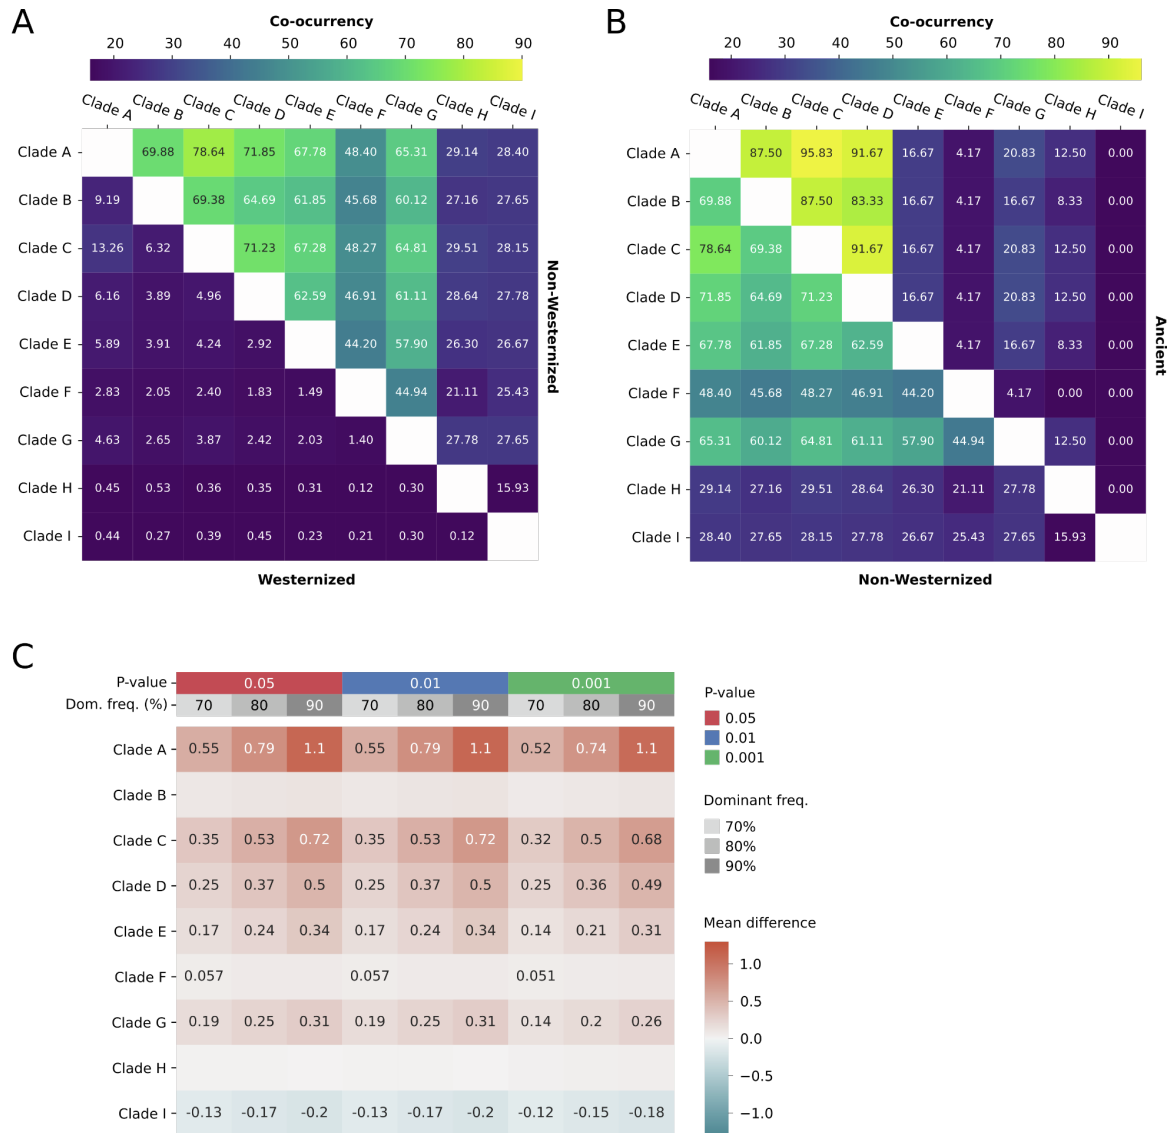 A
Co-ocurrency
20 30 40 50 60 70 80 90
Clade A Clade B Clade C Clade D Clade E Clade F Clade G Clade H Clade I
Clade A 69.88 78.64 71.85 67.78 48.40 65.31 29.14 28.40
Clade B 9.19 69.38 64.69 61.85 45.68 60.12 27.16 27.65
Clade C 13.26 6.32 71.23 67.28 48.27 64.81 29.51 28.15
Clade D 6.16 3.89 4.96 62.59 46.91 61.11 28.64 27.78
Clade E 5.89 3.91 4.24 2.92 44.20 57.90 26.30 26.67
Clade F 2.83 2.05 2.40 1.83 1.49 44.94 21.11 25.43
Clade G 4.63 2.65 3.87 2.42 2.03 1.40 27.78 27.65
Clade H 0.45 0.53 0.36 0.35 0.31 0.12 0.30 15.93
Clade I 0.44 0.27 0.39 0.45 0.23 0.21 0.30 0.12
Non-Westernized
Westernized
B
Co-ocurrency
20 30 40 50 60 70 80 90
Clade A Clade B Clade C Clade D Clade E Clade F Clade G Clade H Clade I
Clade A 87.50 95.83 91.67 16.67 4.17 20.83 12.50 0.00
Clade B 69.88 87.50 83.33 16.67 4.17 16.67 8.33 0.00
Clade C 78.64 69.38 91.67 16.67 4.17 20.83 12.50 0.00
Clade D 71.85 64.69 71.23 16.67 4.17 20.83 12.50 0.00
Clade E 67.78 61.85 67.28 62.59 4.17 16.67 8.33 0.00
Clade F 48.40 45.68 48.27 46.91 44.20 4.17 0.00 0.00
Clade G 65.31 60.12 64.81 61.11 57.90 44.94 12.50 0.00
Clade H 29.14 27.16 29.51 28.64 26.30 21.11 27.78 0.00
Clade I 28.40 27.65 28.15 27.78 26.67 25.43 27.65 15.93
Ancient
Non-Westernized
C
P-value 0.05 0.01 0.001
Dom. freq. (%) 70 80 90 70 80 90 70 80 90
Clade A 0.55 0.79 1.1 0.55 0.79 1.1 0.52 0.74 1.1
Clade B
Clade C 0.35 0.53 0.72 0.35 0.53 0.72 0.32 0.5 0.68
Clade D 0.25 0.37 0.5 0.25 0.37 0.5 0.25 0.36 0.49
Clade E 0.17 0.24 0.34 0.17 0.24 0.34 0.14 0.21 0.31
Clade F 0.057 0.057 0.051
Clade G 0.19 0.25 0.31 0.19 0.25 0.31 0.14 0.2 0.26
Clade H
Clade I -0.13 -0.17 -0.2 -0.13 -0.17 -0.2 -0.12 -0.15 -0.18
P-value
0.05
0.01
0.001
Dominant freq.
70%
80%
90%
Mean difference
1.0
0.5
0.0
−0.5
−1.0